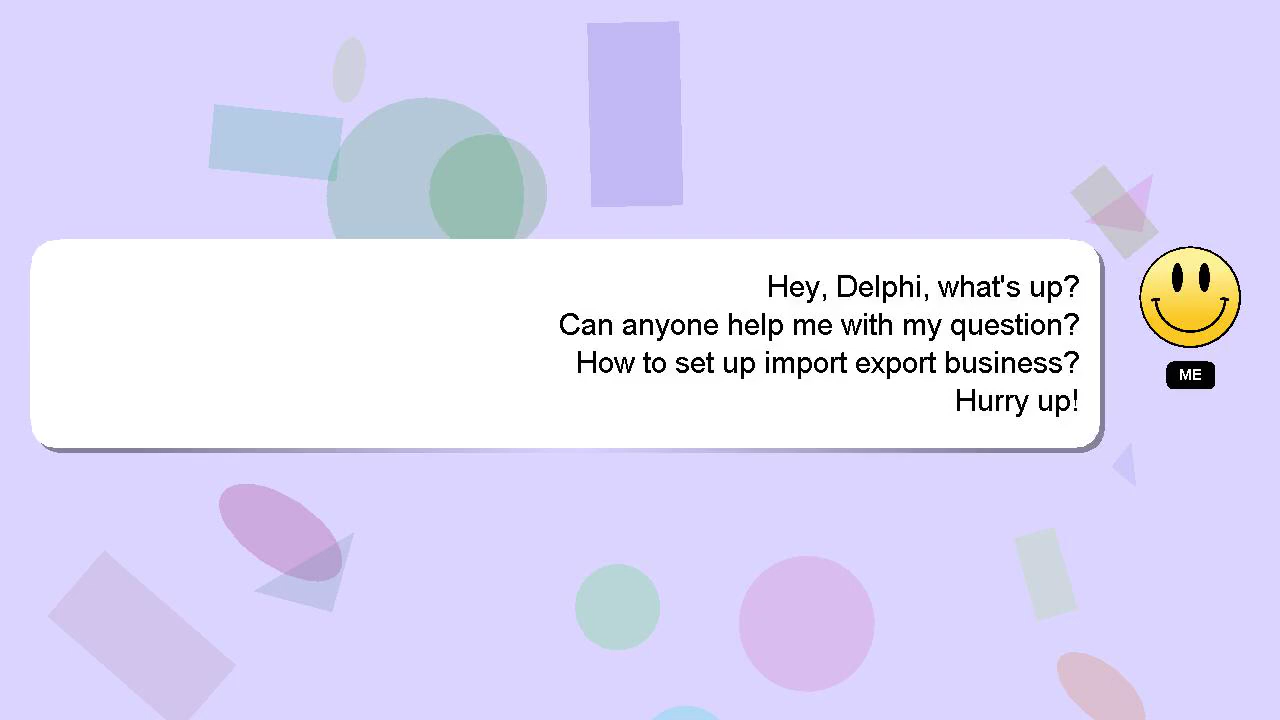 Hey, Delphi, what's up?
Can anyone help me with my question?
How to set up import export business?
Hurry up!
ME